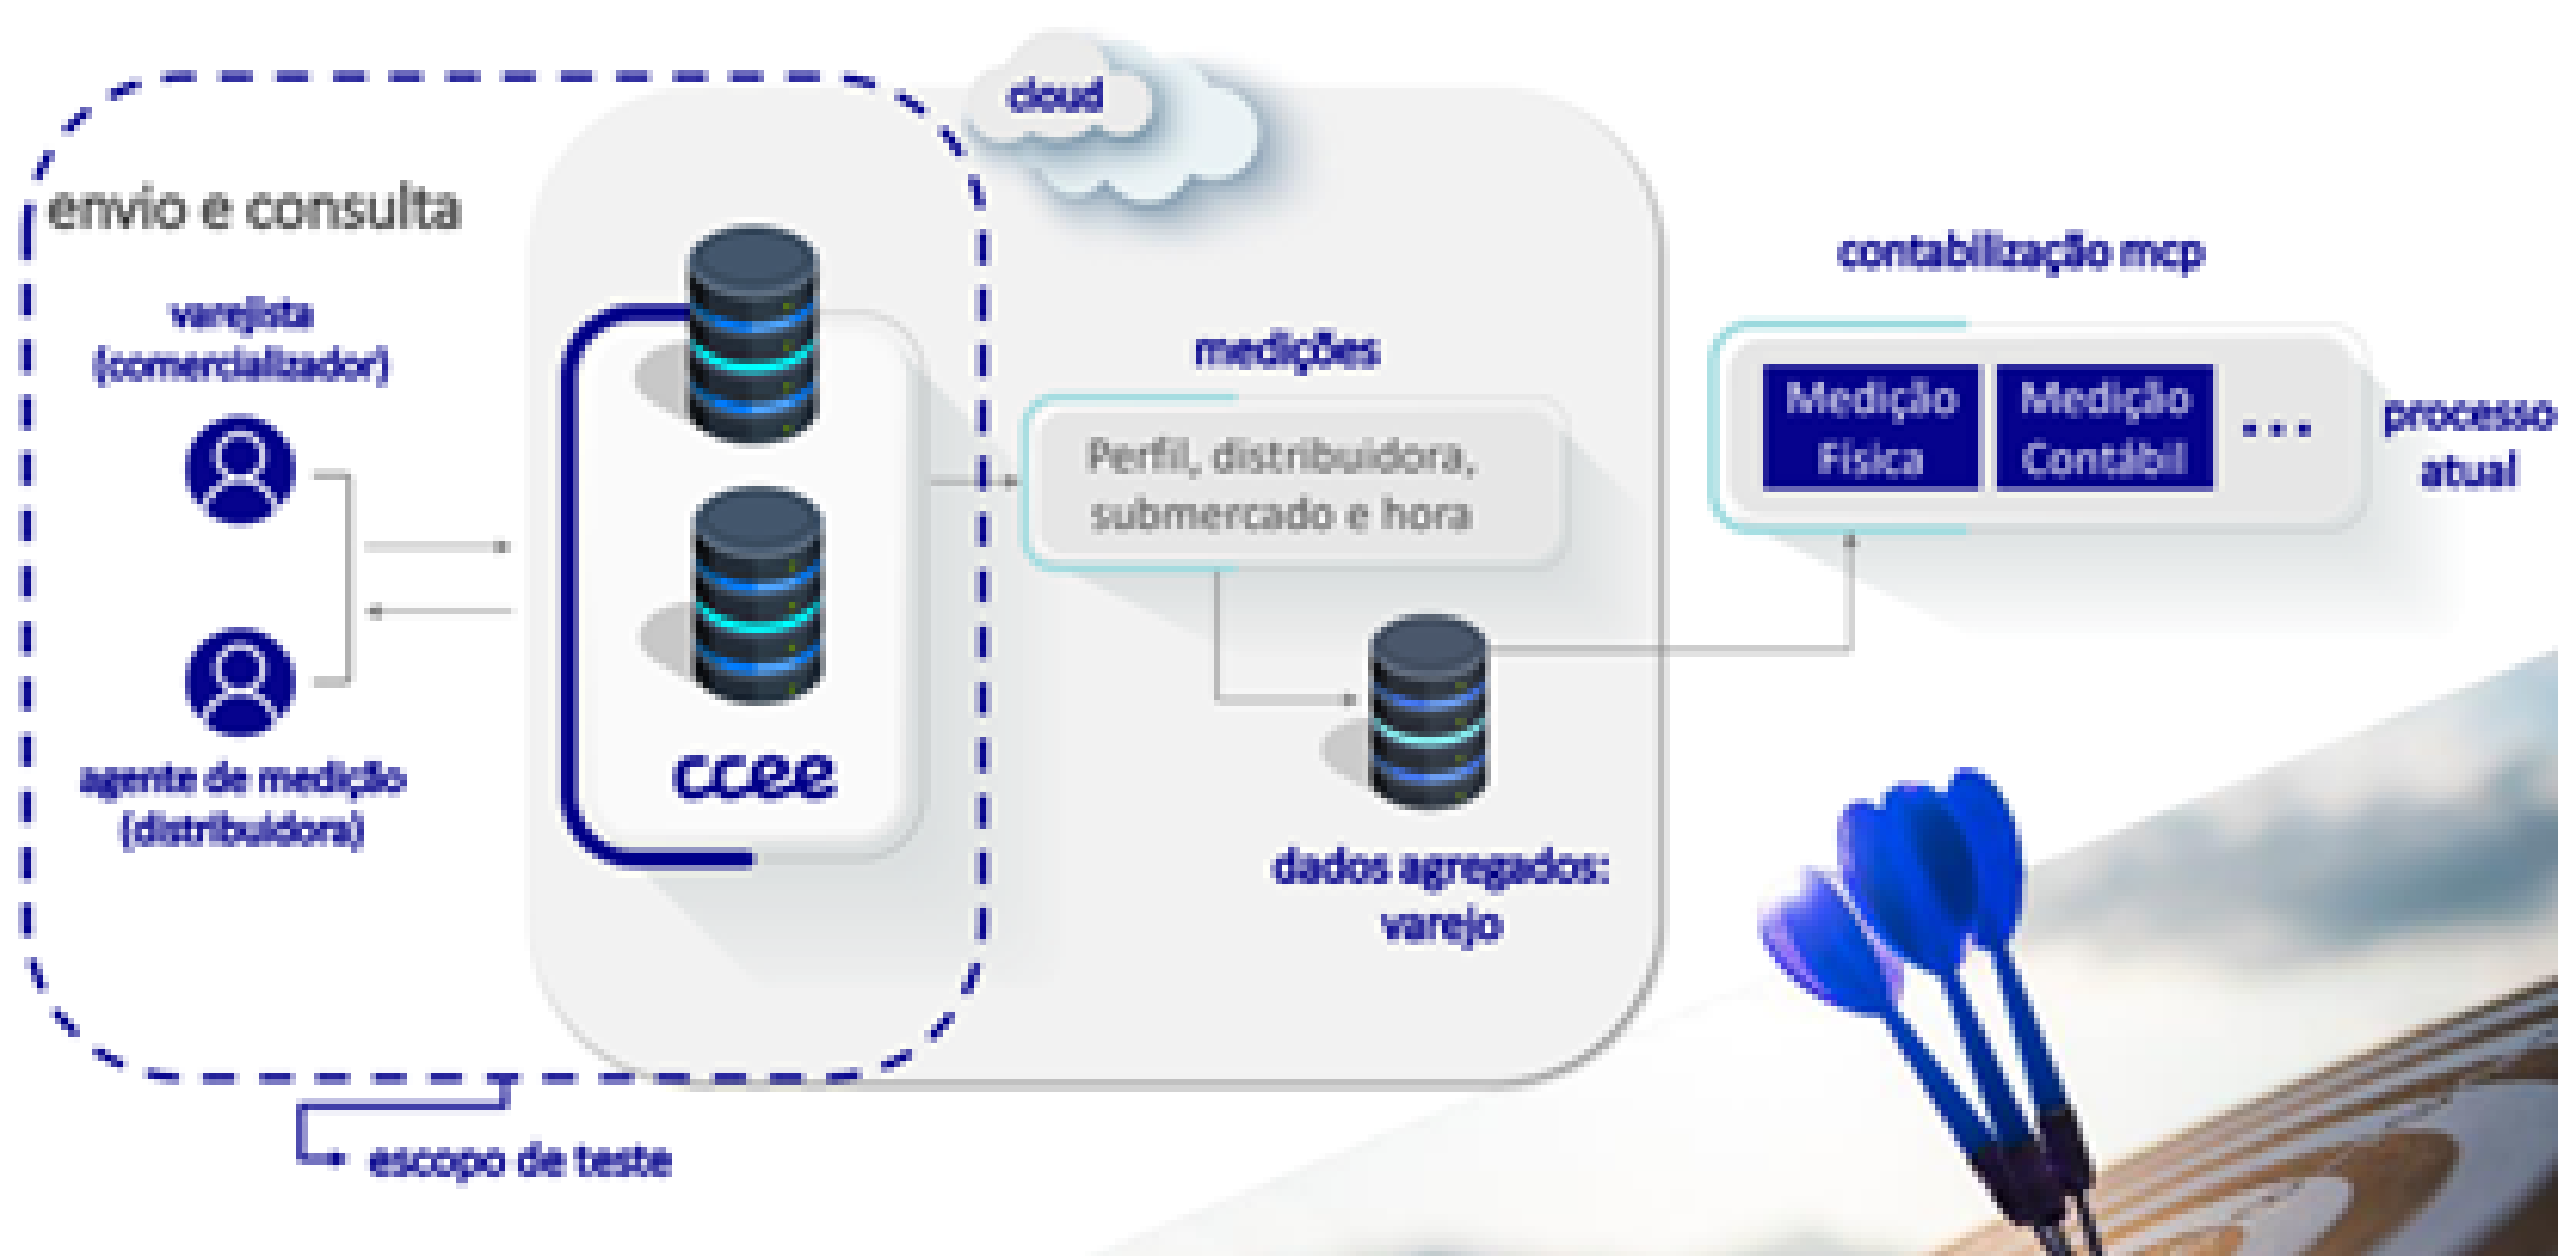 cloud
envio e consulta
varejista
(comercializador)
agente de medição
(distribuidora)
ccee
medições
Perfil, distribuidora,
submercado e hora
dados agregados:
varejo
contabilização mcp
Medição
Física
Medição
Contábil
...
processo
atual
escopo de teste